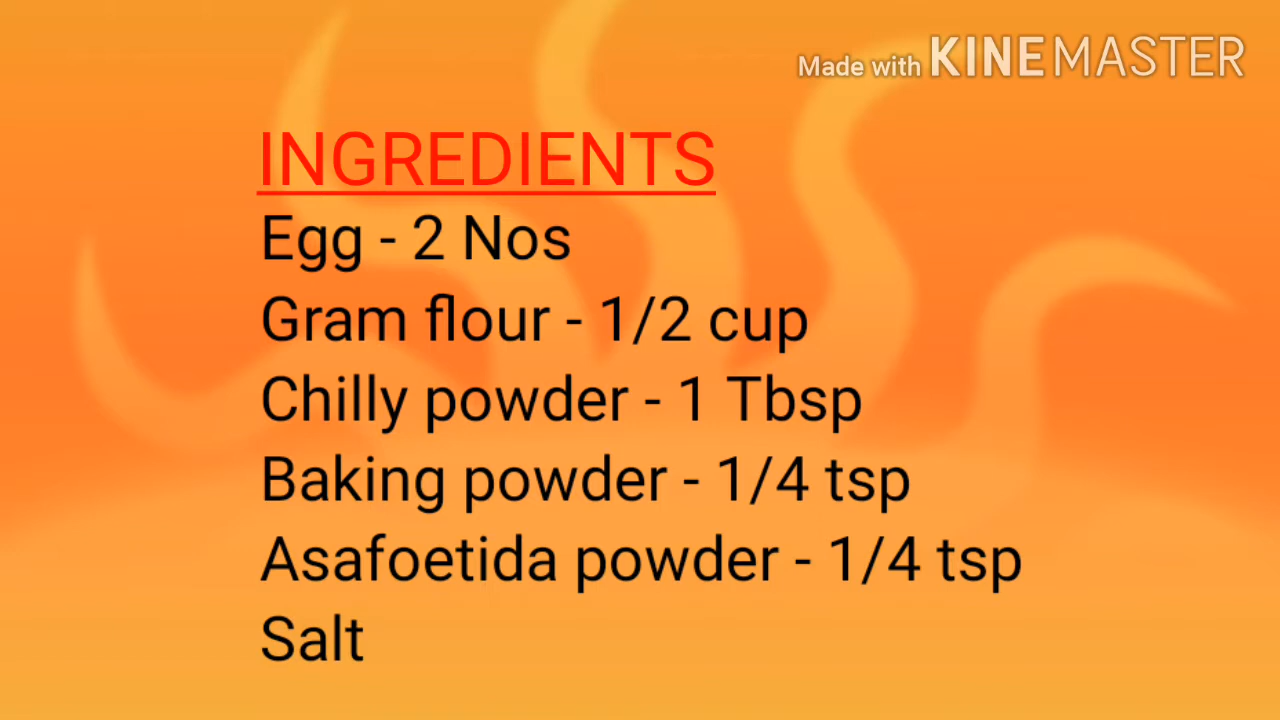 Made with KINEMASTER
INGREDIENTS
Egg - 2 Nos
Gram flour - 1/2 cup
Chilly powder - 1 Tbsp
Baking powder - 1/4 tsp
Asafoetida powder - 1/4 tsp
Salt